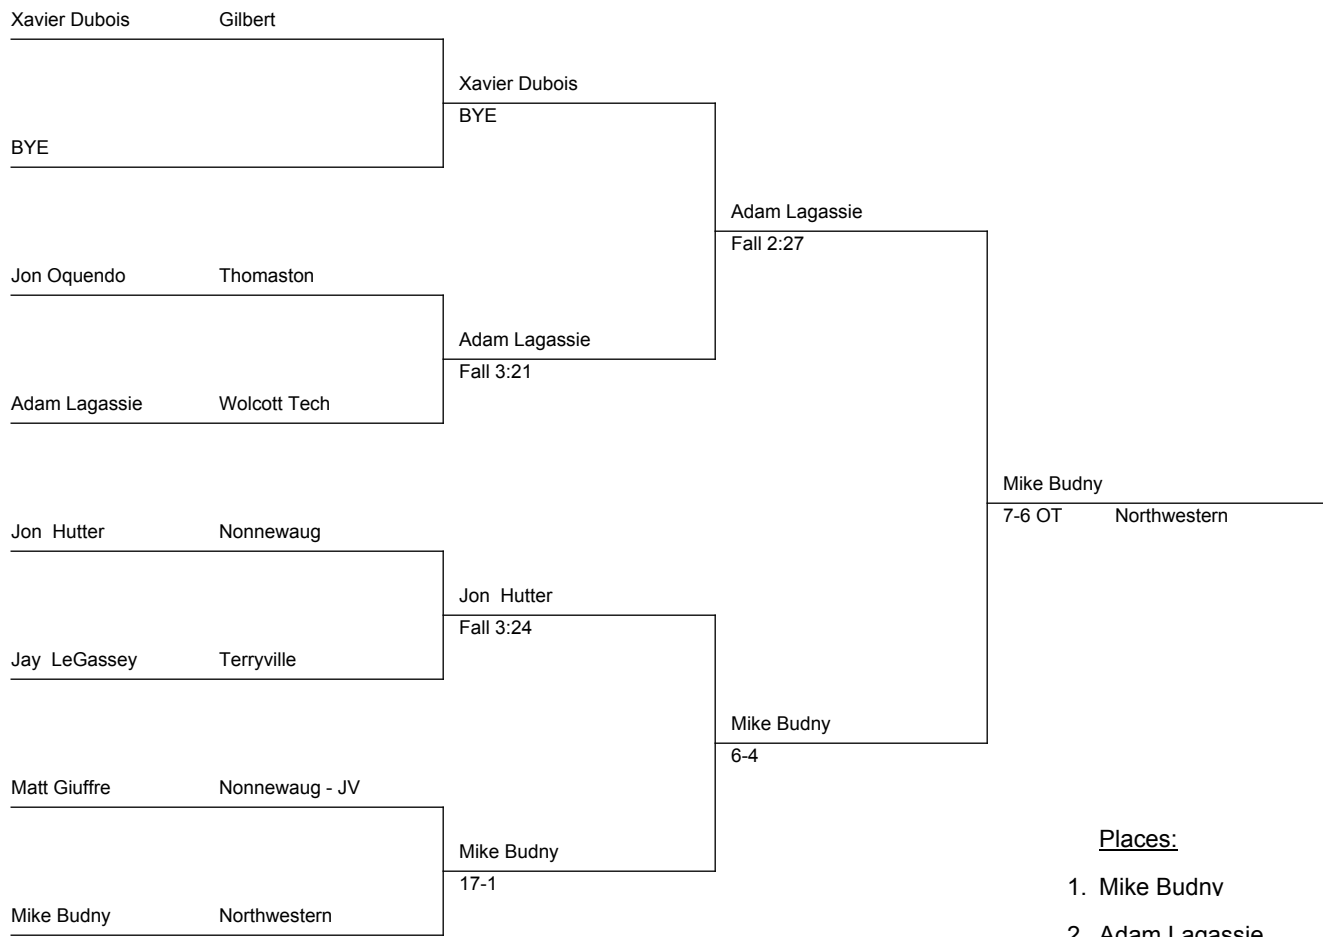 Xavier Dubois Gilbert
Xavier Dubois
BYE
BYE
Adam Lagassie
Fall 2:27
Jon Oquendo Thomaston
Adam Lagassie
Fall 3:21
Adam Lagassie Wolcott Tech
Mike Budny
7-6 OT Northwestern
Jon Hutter Nonnewaug
Jon Hutter
Fall 3:24
Jay LeGassey Terryville
Mike Budny
6-4
Matt Giuffre Nonnewaug - JV
Places:
Mike Budny
17-1
1. Mike Budny
Mike Budny Northwestern
2. Adam Lagassie